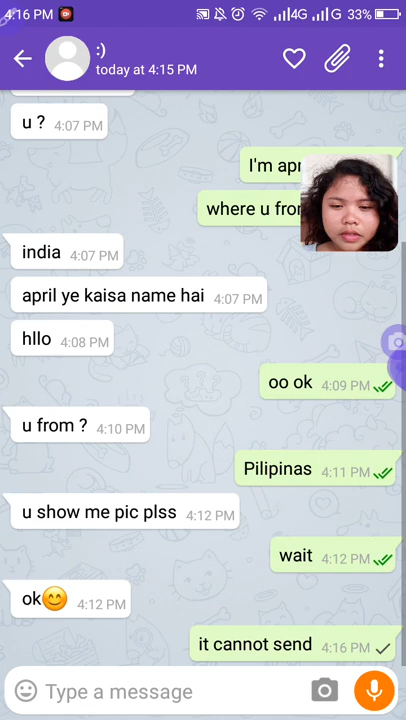 4:16 PM 4G G 33%
:)
today at 4:15 PM
u ? 4:07 PM
I'm
where u
india 4:07 PM
april ye kaisa name hai 4:07 PM
hllo 4:08 PM
oo ok 4:09 PM
u from ? 4:10 PM
Pilipinas 4:11 PM
u show me pic plss 4:12 PM
wait 4:12 PM
ok😊 4:12 PM
it cannot send 4:16 PM
Type a message